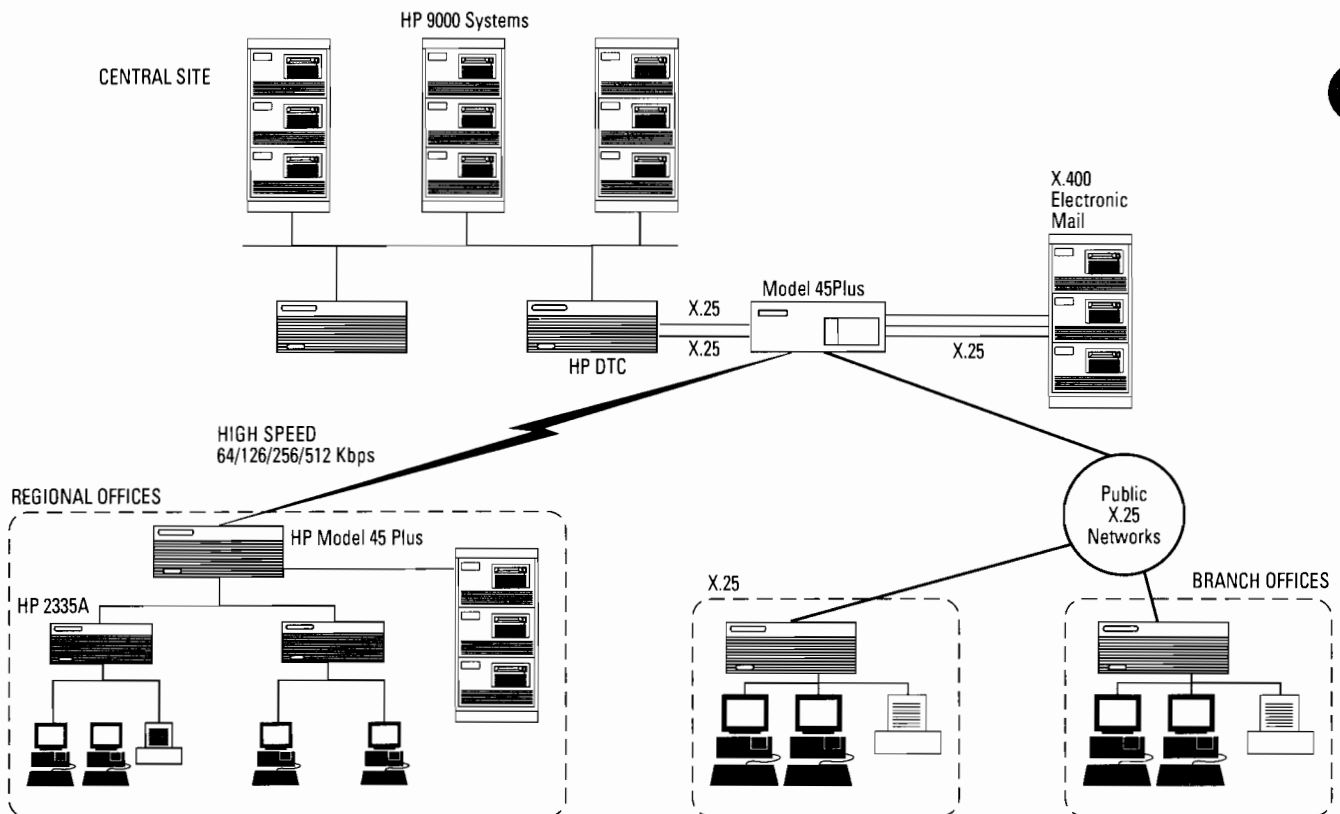 HP 9000 Systems
CENTRAL SITE
X.400
Electronic
Mail
Model 45Plus
X.25
X.25
X.25
HP DTC
HIGH SPEED
64/126/256/512 Kbps
REGIONAL OFFICES
HP Model 45 Plus
Public
X.25
Networks
HP 2335A
X.25
BRANCH OFFICES